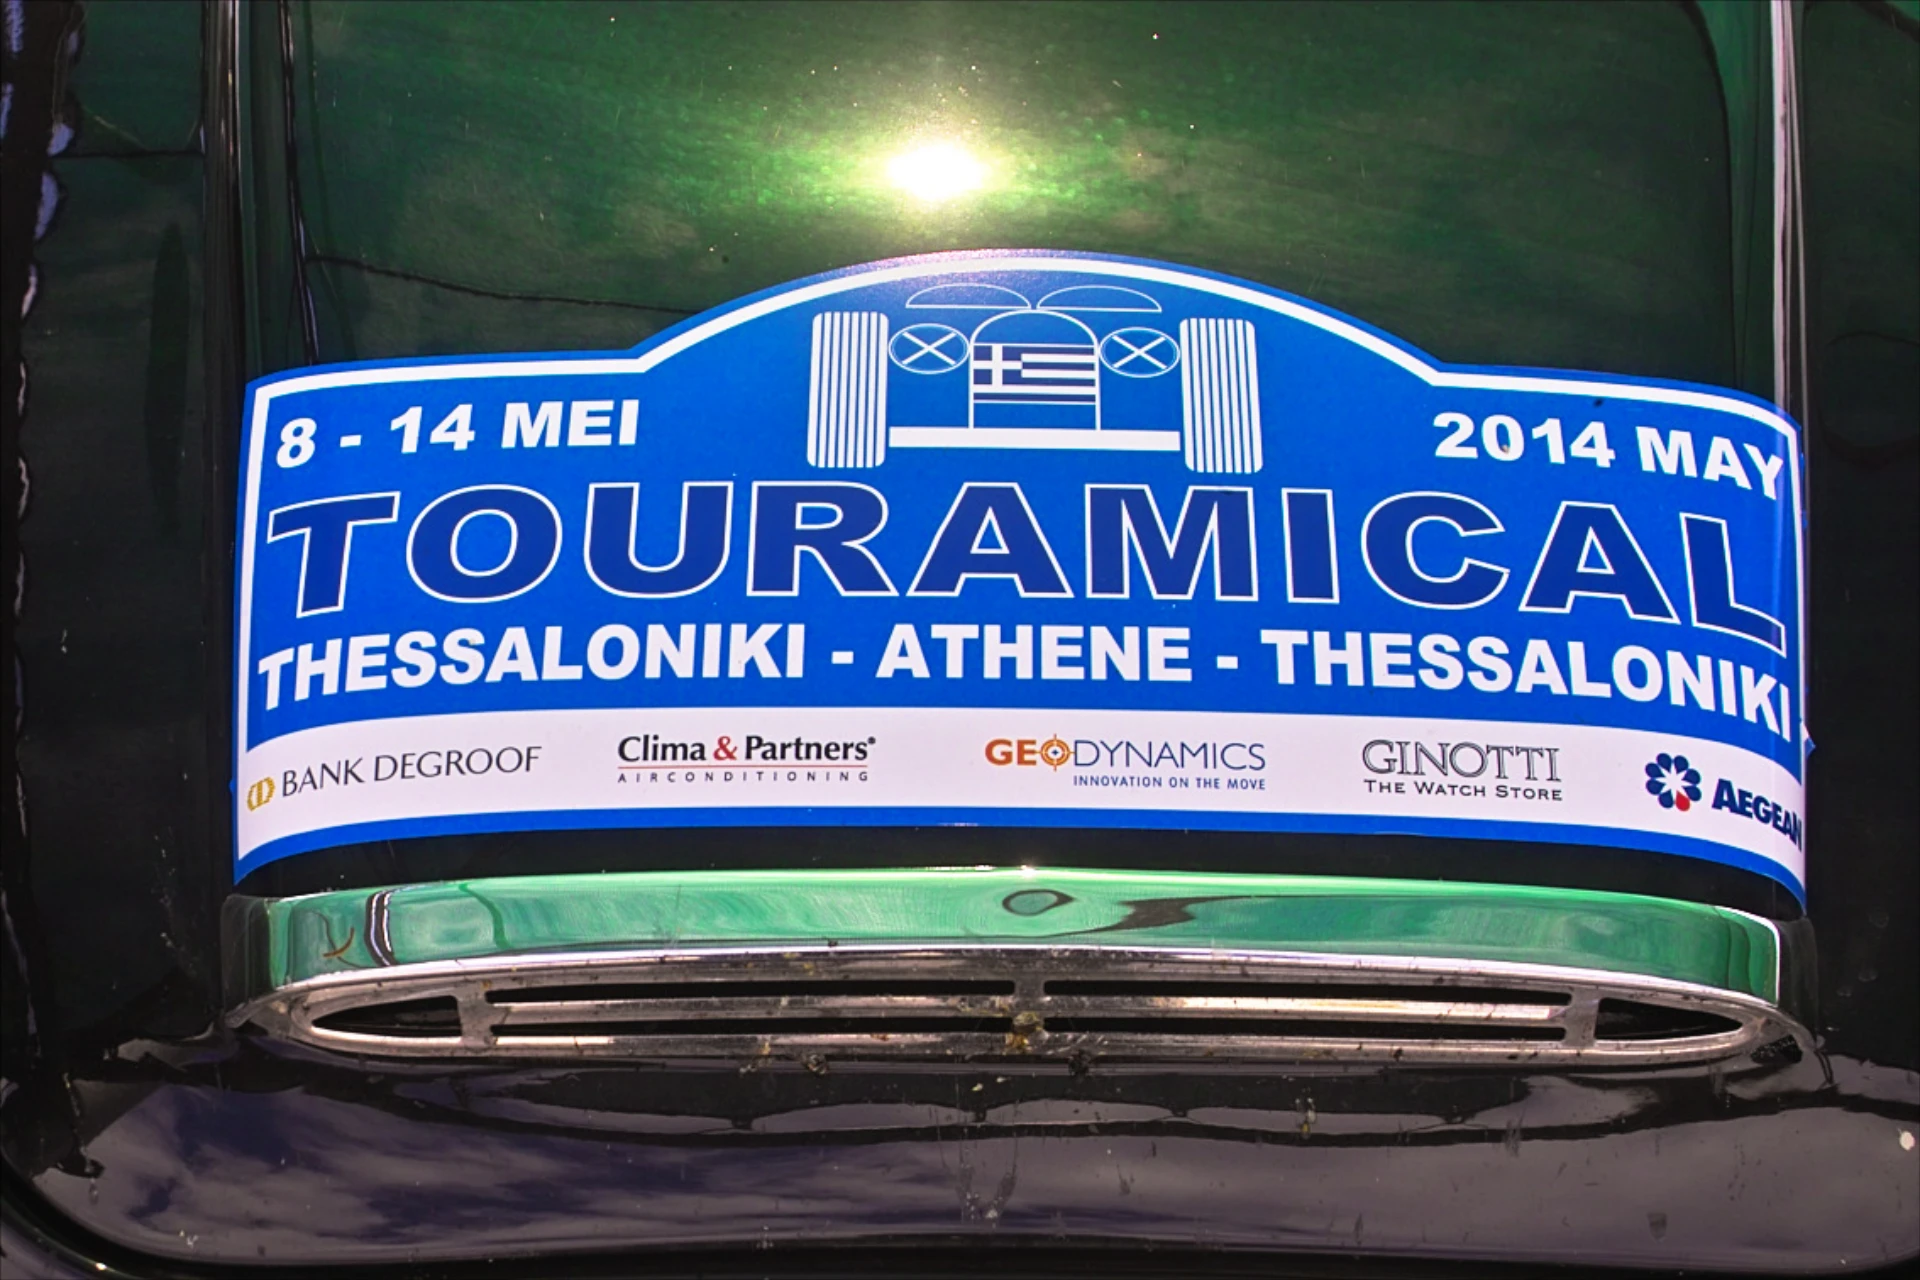 8 - 14 MEI
2014 MAY
TOURAMICAL
THESSALONIKI - ATHENE - THESSALONIKI
BANK DEGROOF
Clima & Partners®
AIRCONDITIONING
GEODYNAMICS
INNOVATION ON THE MOVE
GINOTTI
THE WATCH STORE
AEGEAN